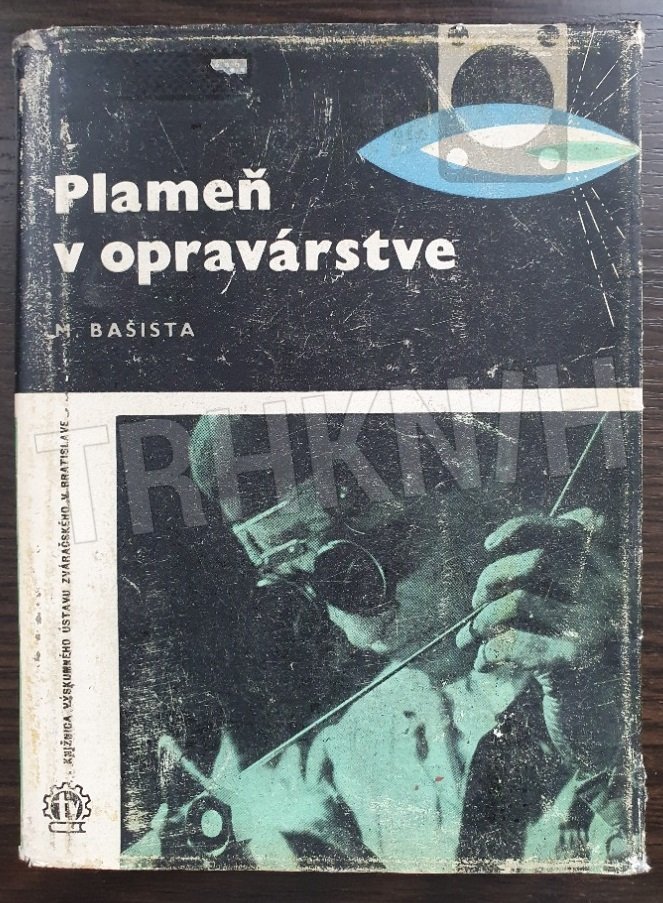 Plameň
v opravárstve
M. BAŠISTA
TRHKNIH
KNIŽNICA VÝSKUMNÉHO ÚSTAVU ZVÁRAČSKÉHO V BRATISLAVE